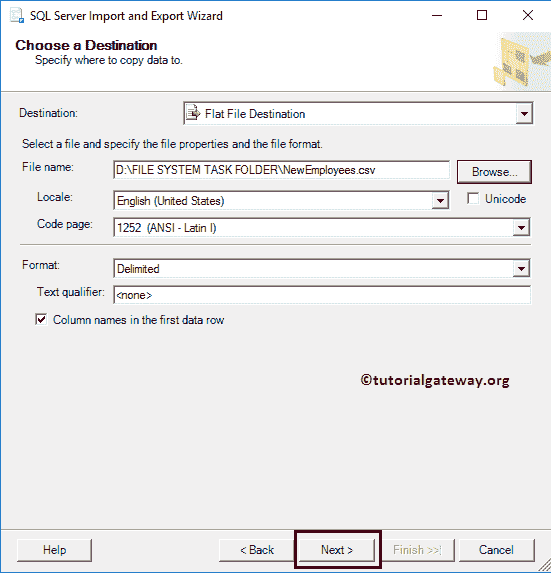 SQL Server Import and Export Wizard
Choose a Destination
Specify where to copy data to.
Destination: Flat File Destination
Select a file and specify the file properties and the file format.
File name: D:\FILE SYSTEM TASK FOLDER\NewEmployees.csv Browse...
Locale: English (United States) Unicode
Code page: 1252 (ANSI - Latin I)
Format: Delimited
Text qualifier: <none>
Column names in the first data row
©tutorialgateway.org
Help < Back Next > Finish >>| Cancel